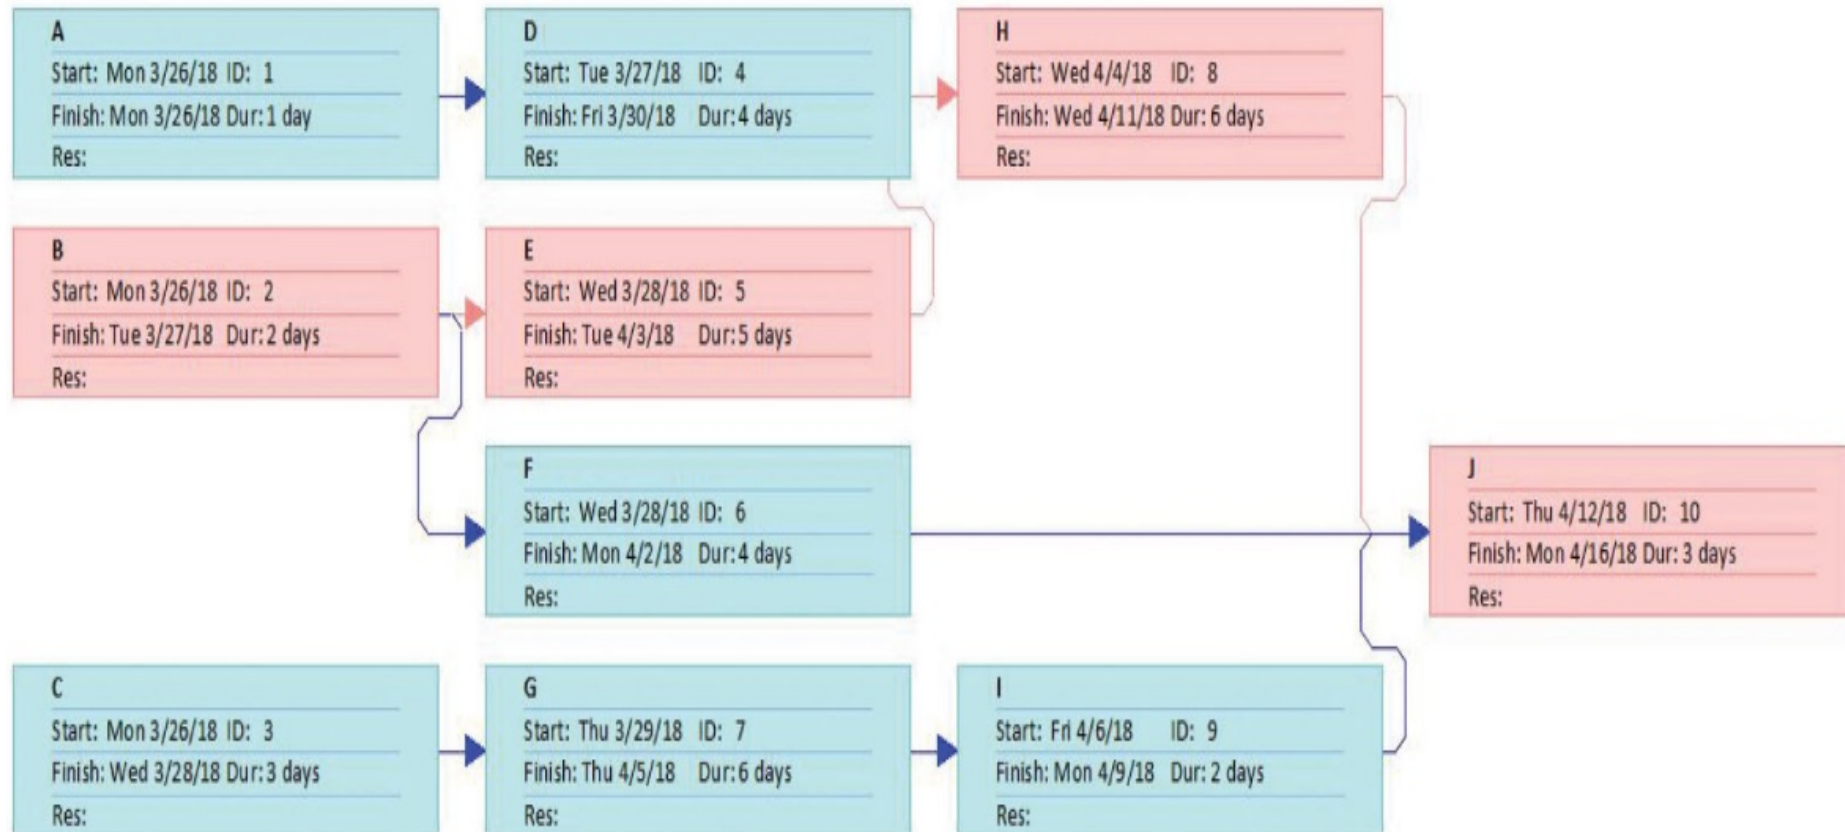 A
Start: Mon 3/26/18 ID: 1
Finish: Mon 3/26/18 Dur: 1 day
Res:
D
Start: Tue 3/27/18 ID: 4
Finish: Fri 3/30/18 Dur: 4 days
Res:
H
Start: Wed 4/4/18 ID: 8
Finish: Wed 4/11/18 Dur: 6 days
Res:
B
Start: Mon 3/26/18 ID: 2
Finish: Tue 3/27/18 Dur: 2 days
Res:
E
Start: Wed 3/28/18 ID: 5
Finish: Tue 4/3/18 Dur: 5 days
Res:
F
Start: Wed 3/28/18 ID: 6
Finish: Mon 4/2/18 Dur: 4 days
Res:
J
Start: Thu 4/12/18 ID: 10
Finish: Mon 4/16/18 Dur: 3 days
Res:
C
Start: Mon 3/26/18 ID: 3
Finish: Wed 3/28/18 Dur: 3 days
Res:
G
Start: Thu 3/29/18 ID: 7
Finish: Thu 4/5/18 Dur: 6 days
Res:
I
Start: Fri 4/6/18 ID: 9
Finish: Mon 4/9/18 Dur: 2 days
Res: